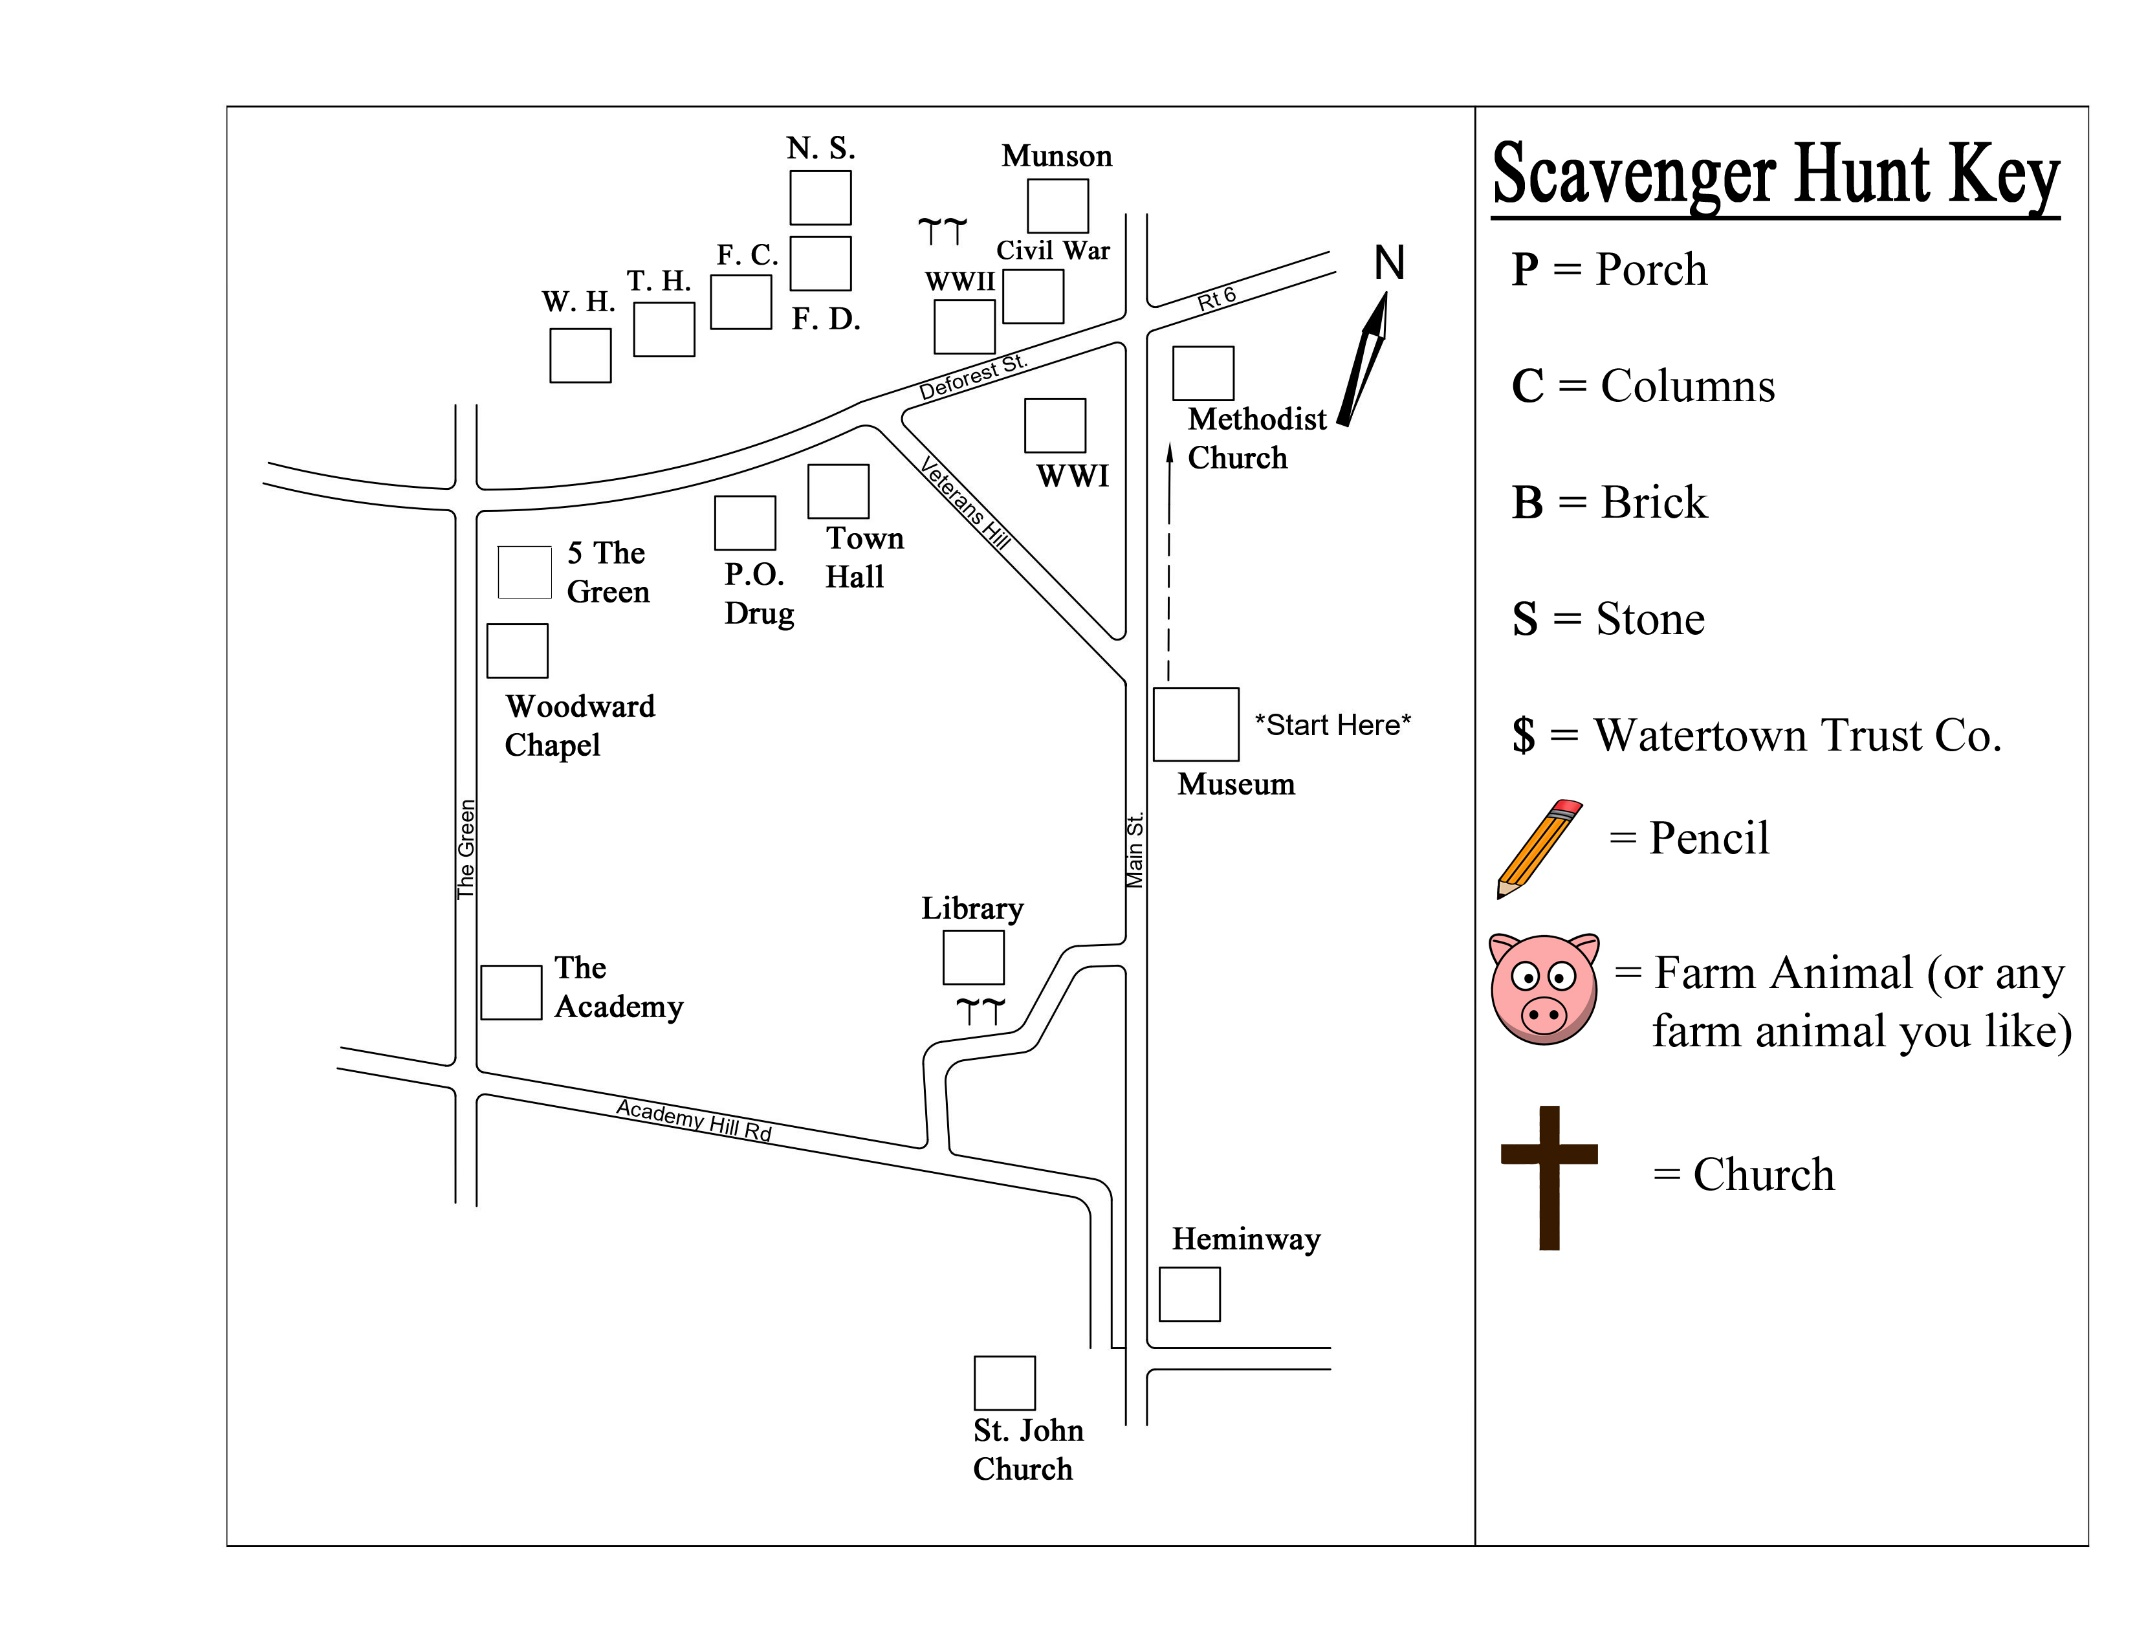 N. S.
Munson
F. C.
Civil War
T. H.
WWII
W. H.
F. D.
N
Rt 6
Deforest St.
Methodist
Church
Veterans Hill
WWI
5 The
Green
Town
Hall
P.O.
Drug
Woodward
Chapel
*Start Here*
Museum
The Green
Main St.
Library
The
Academy
Academy Hill Rd
Heminway
St. John
Church
Scavenger Hunt Key
P = Porch
C = Columns
B = Brick
S = Stone
$ = Watertown Trust Co.
= Pencil
= Farm Animal (or any
farm animal you like)
= Church